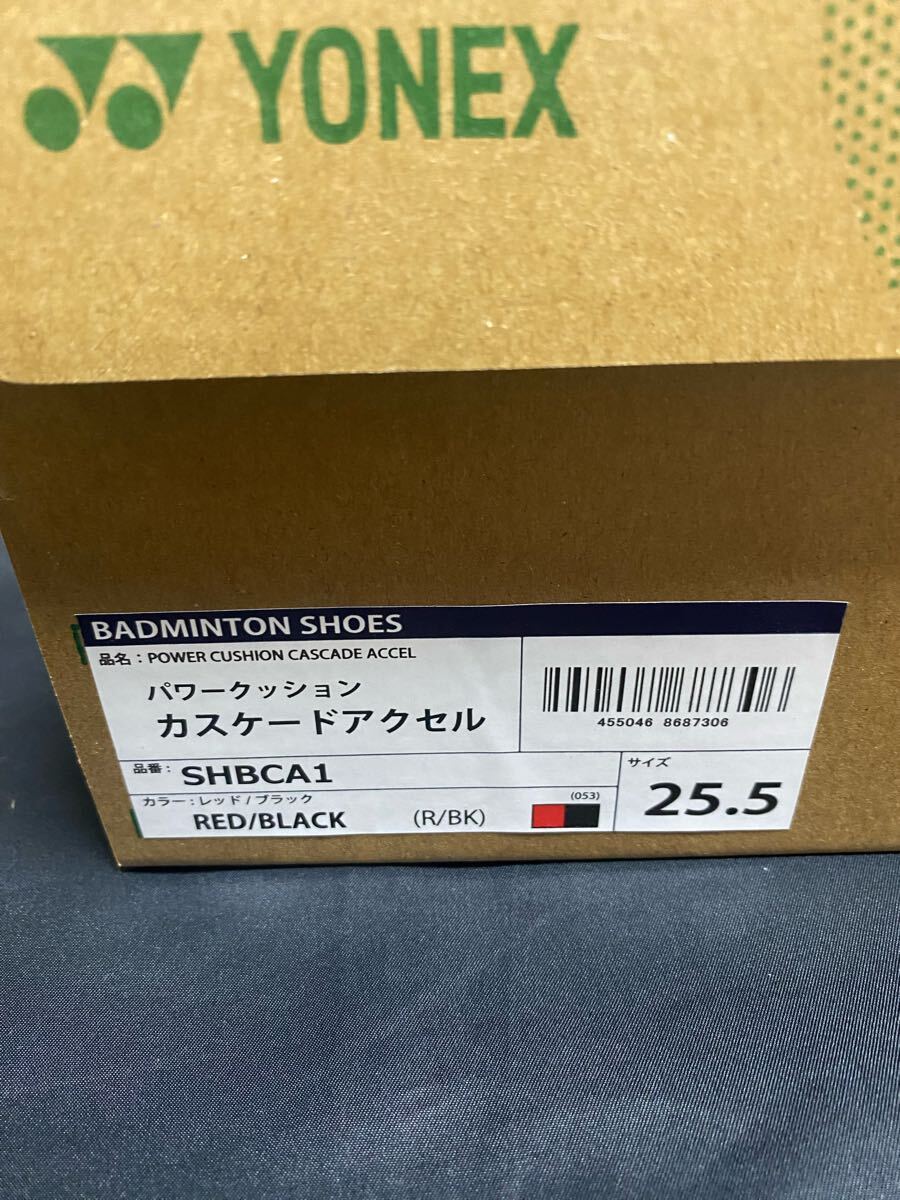 YONEX
BADMINTON SHOES
品名：POWER CUSHION CASCADE ACCEL
パワークッション
カスケードアクセル
455046 8687306
品番： SHBCA1
サイズ
25.5
カラー：レッド / ブラック
RED/BLACK (R/BK) (053)